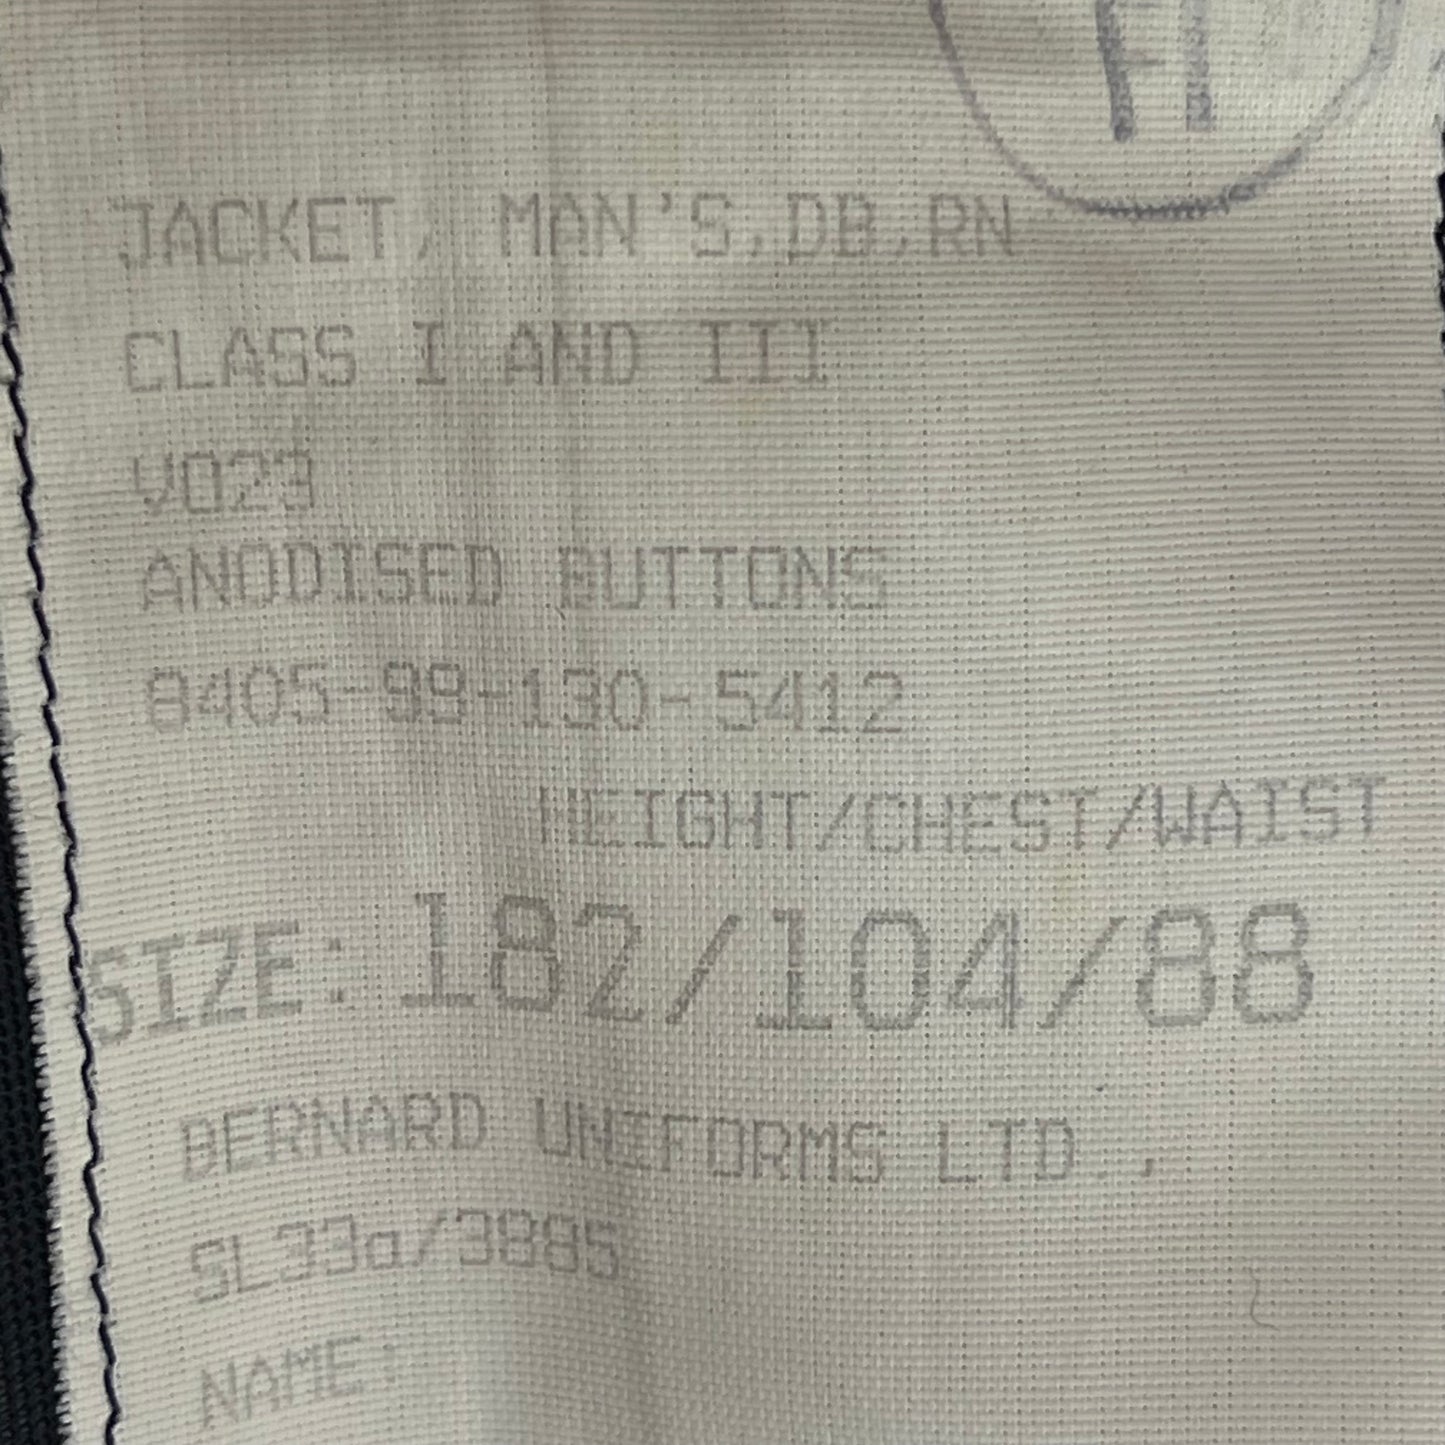 JACKET, MAN'S,DB,RN
CLASS I AND III
V023
ANODISED BUTTONS
8405-99-130-5412
HEIGHT/CHEST/WAIST
SIZE: 182/104/88
BERNARD UNIFORMS LTD.,
SL33a/3885
NAME: